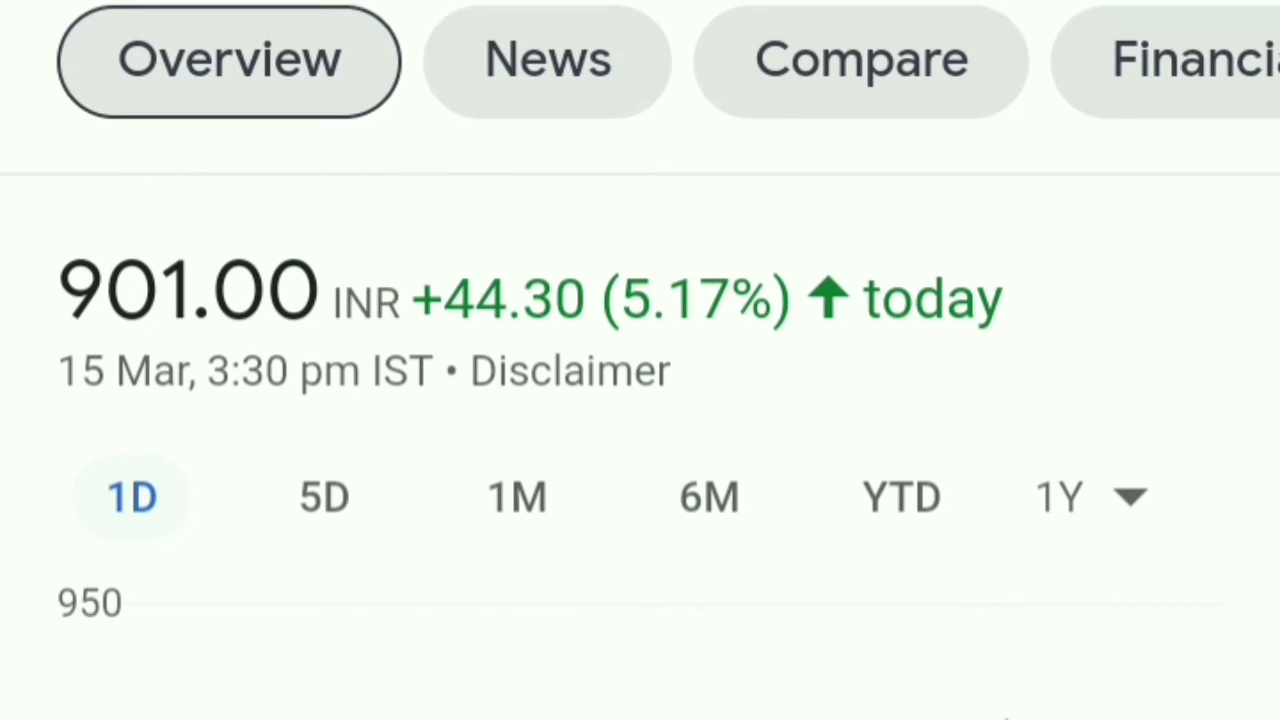 Overview News Compare Financia
901.00 INR +44.30 (5.17%) ↑ today
15 Mar, 3:30 pm IST • Disclaimer
1D 5D 1M 6M YTD 1Y
950